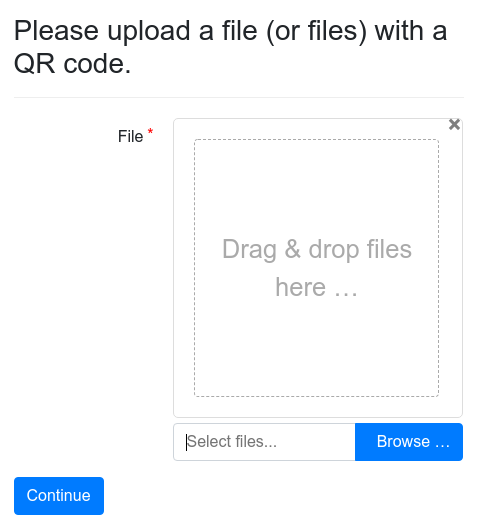 Please upload a file (or files) with a
QR code.
File *
Drag & drop files
here ...
Select files...
Browse ...
Continue